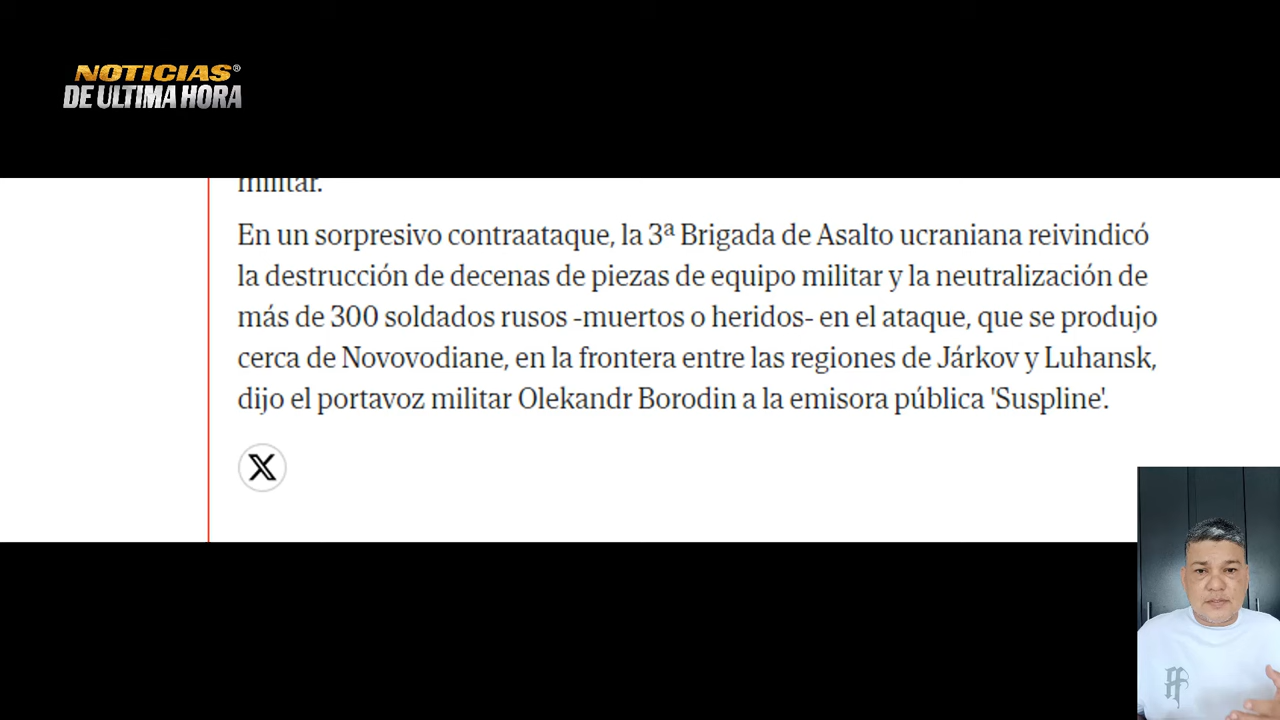 NOTICIAS®
DE ULTIMA HORA
militar.
En un sorpresivo contraataque, la 3ª Brigada de Asalto ucraniana reivindicó
la destrucción de decenas de piezas de equipo militar y la neutralización de
más de 300 soldados rusos -muertos o heridos- en el ataque, que se produjo
cerca de Novovodiane, en la frontera entre las regiones de Járkov y Luhansk,
dijo el portavoz militar Olekandr Borodin a la emisora pública 'Suspline'.